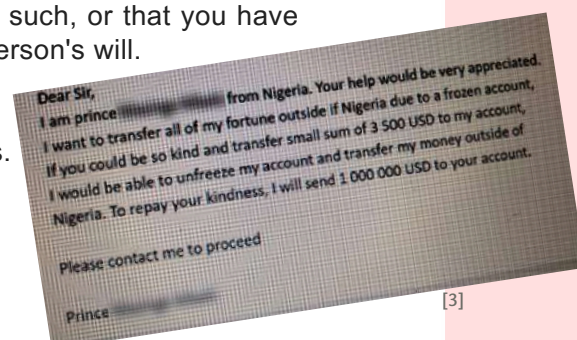 such, or that you have
erson's will.
s.
Dear Sir,
I am prince from Nigeria. Your help would be very appreciated.
I want to transfer all of my fortune outside if Nigeria due to a frozen account,
If you could be so kind and transfer small sum of 3 500 USD to my account,
I would be able to unfreeze my account and transfer my money outside of
Nigeria. To repay your kindness, I will send 1 000 000 USD to your account.
Please contact me to proceed
Prince
[3]